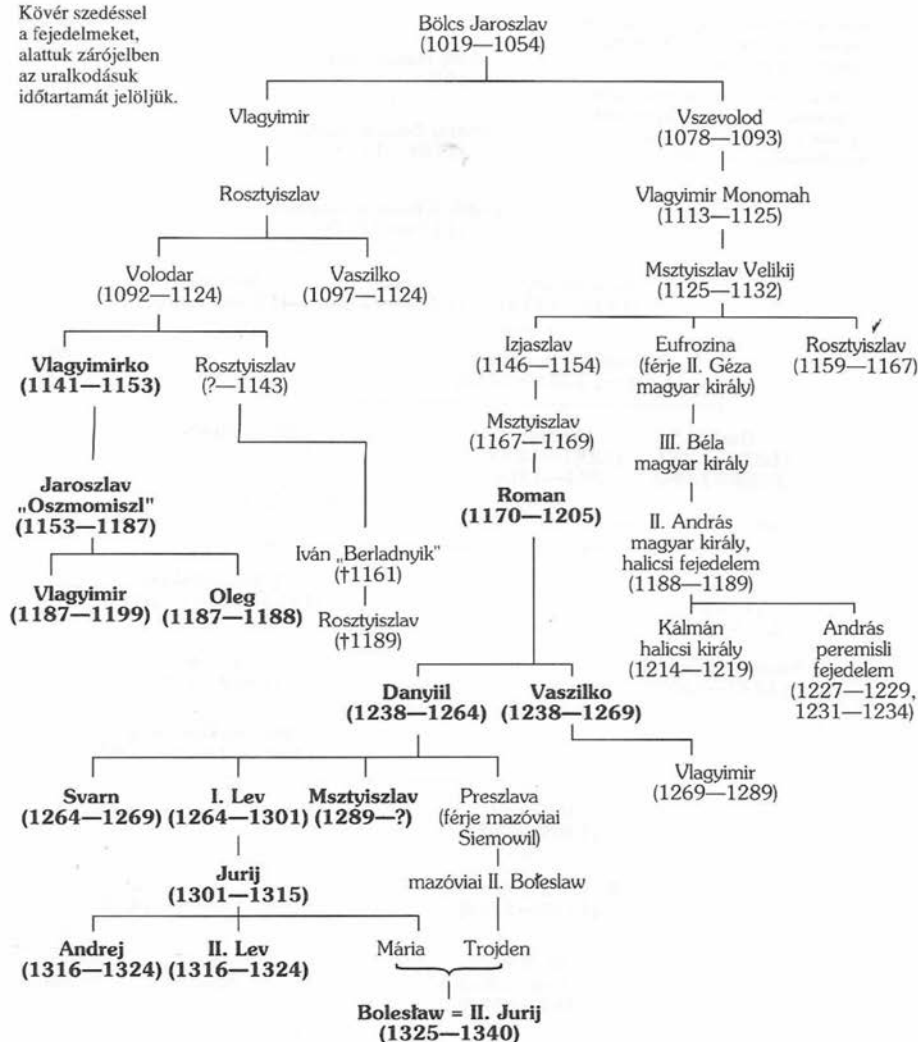 Kövér szedéssel
a fejedelmeket,
alattuk zárójelben
az uralkodásuk
időtartamát jelöljük.
Bölcs Jaroszlav
(1019—1054)
Vlagyimir
Vszevolod
(1078—1093)
Rosztyiszlav
Vlagyimir Monomah
(1113—1125)
Volodar
(1092—1124)
Vaszilko
(1097—1124)
Msztyiszlav Velikij
(1125—1132)
Vlagyimirko
(1141—1153)
Rosztyiszlav
(?—1143)
Izjaszlav
(1146—1154)
Eufrozina
(férje II. Géza
magyar király)
Rosztyiszlav
(1159—1167)
Msztyiszlav
(1167—1169)
III. Béla
magyar király
Jaroszlav
„Oszmomiszl”
(1153—1187)
Roman
(1170—1205)
II. András
magyar király,
halicsi fejedelem
(1188—1189)
Iván „Berladnyik”
(†1161)
Vlagyimir
(1187—1199)
Oleg
(1187—1188)
Rosztyiszlav
(†1189)
Kálmán
halicsi király
(1214—1219)
András
peremisli
fejedelem
(1227—1229,
1231—1234)
Danyiil
(1238—1264)
Vaszilko
(1238—1269)
Vlagyimir
(1269—1289)
Svarn
(1264—1269)
I. Lev
(1264—1301)
Msztyiszlav
(1289—?)
Preszlava
(férje mazóviai
Siemowil)
Jurij
(1301—1315)
mazóviai II. Bołeslaw
Andrej
(1316—1324)
II. Lev
(1316—1324)
Mária
Trojden
Bolesław = II. Jurij
(1325—1340)